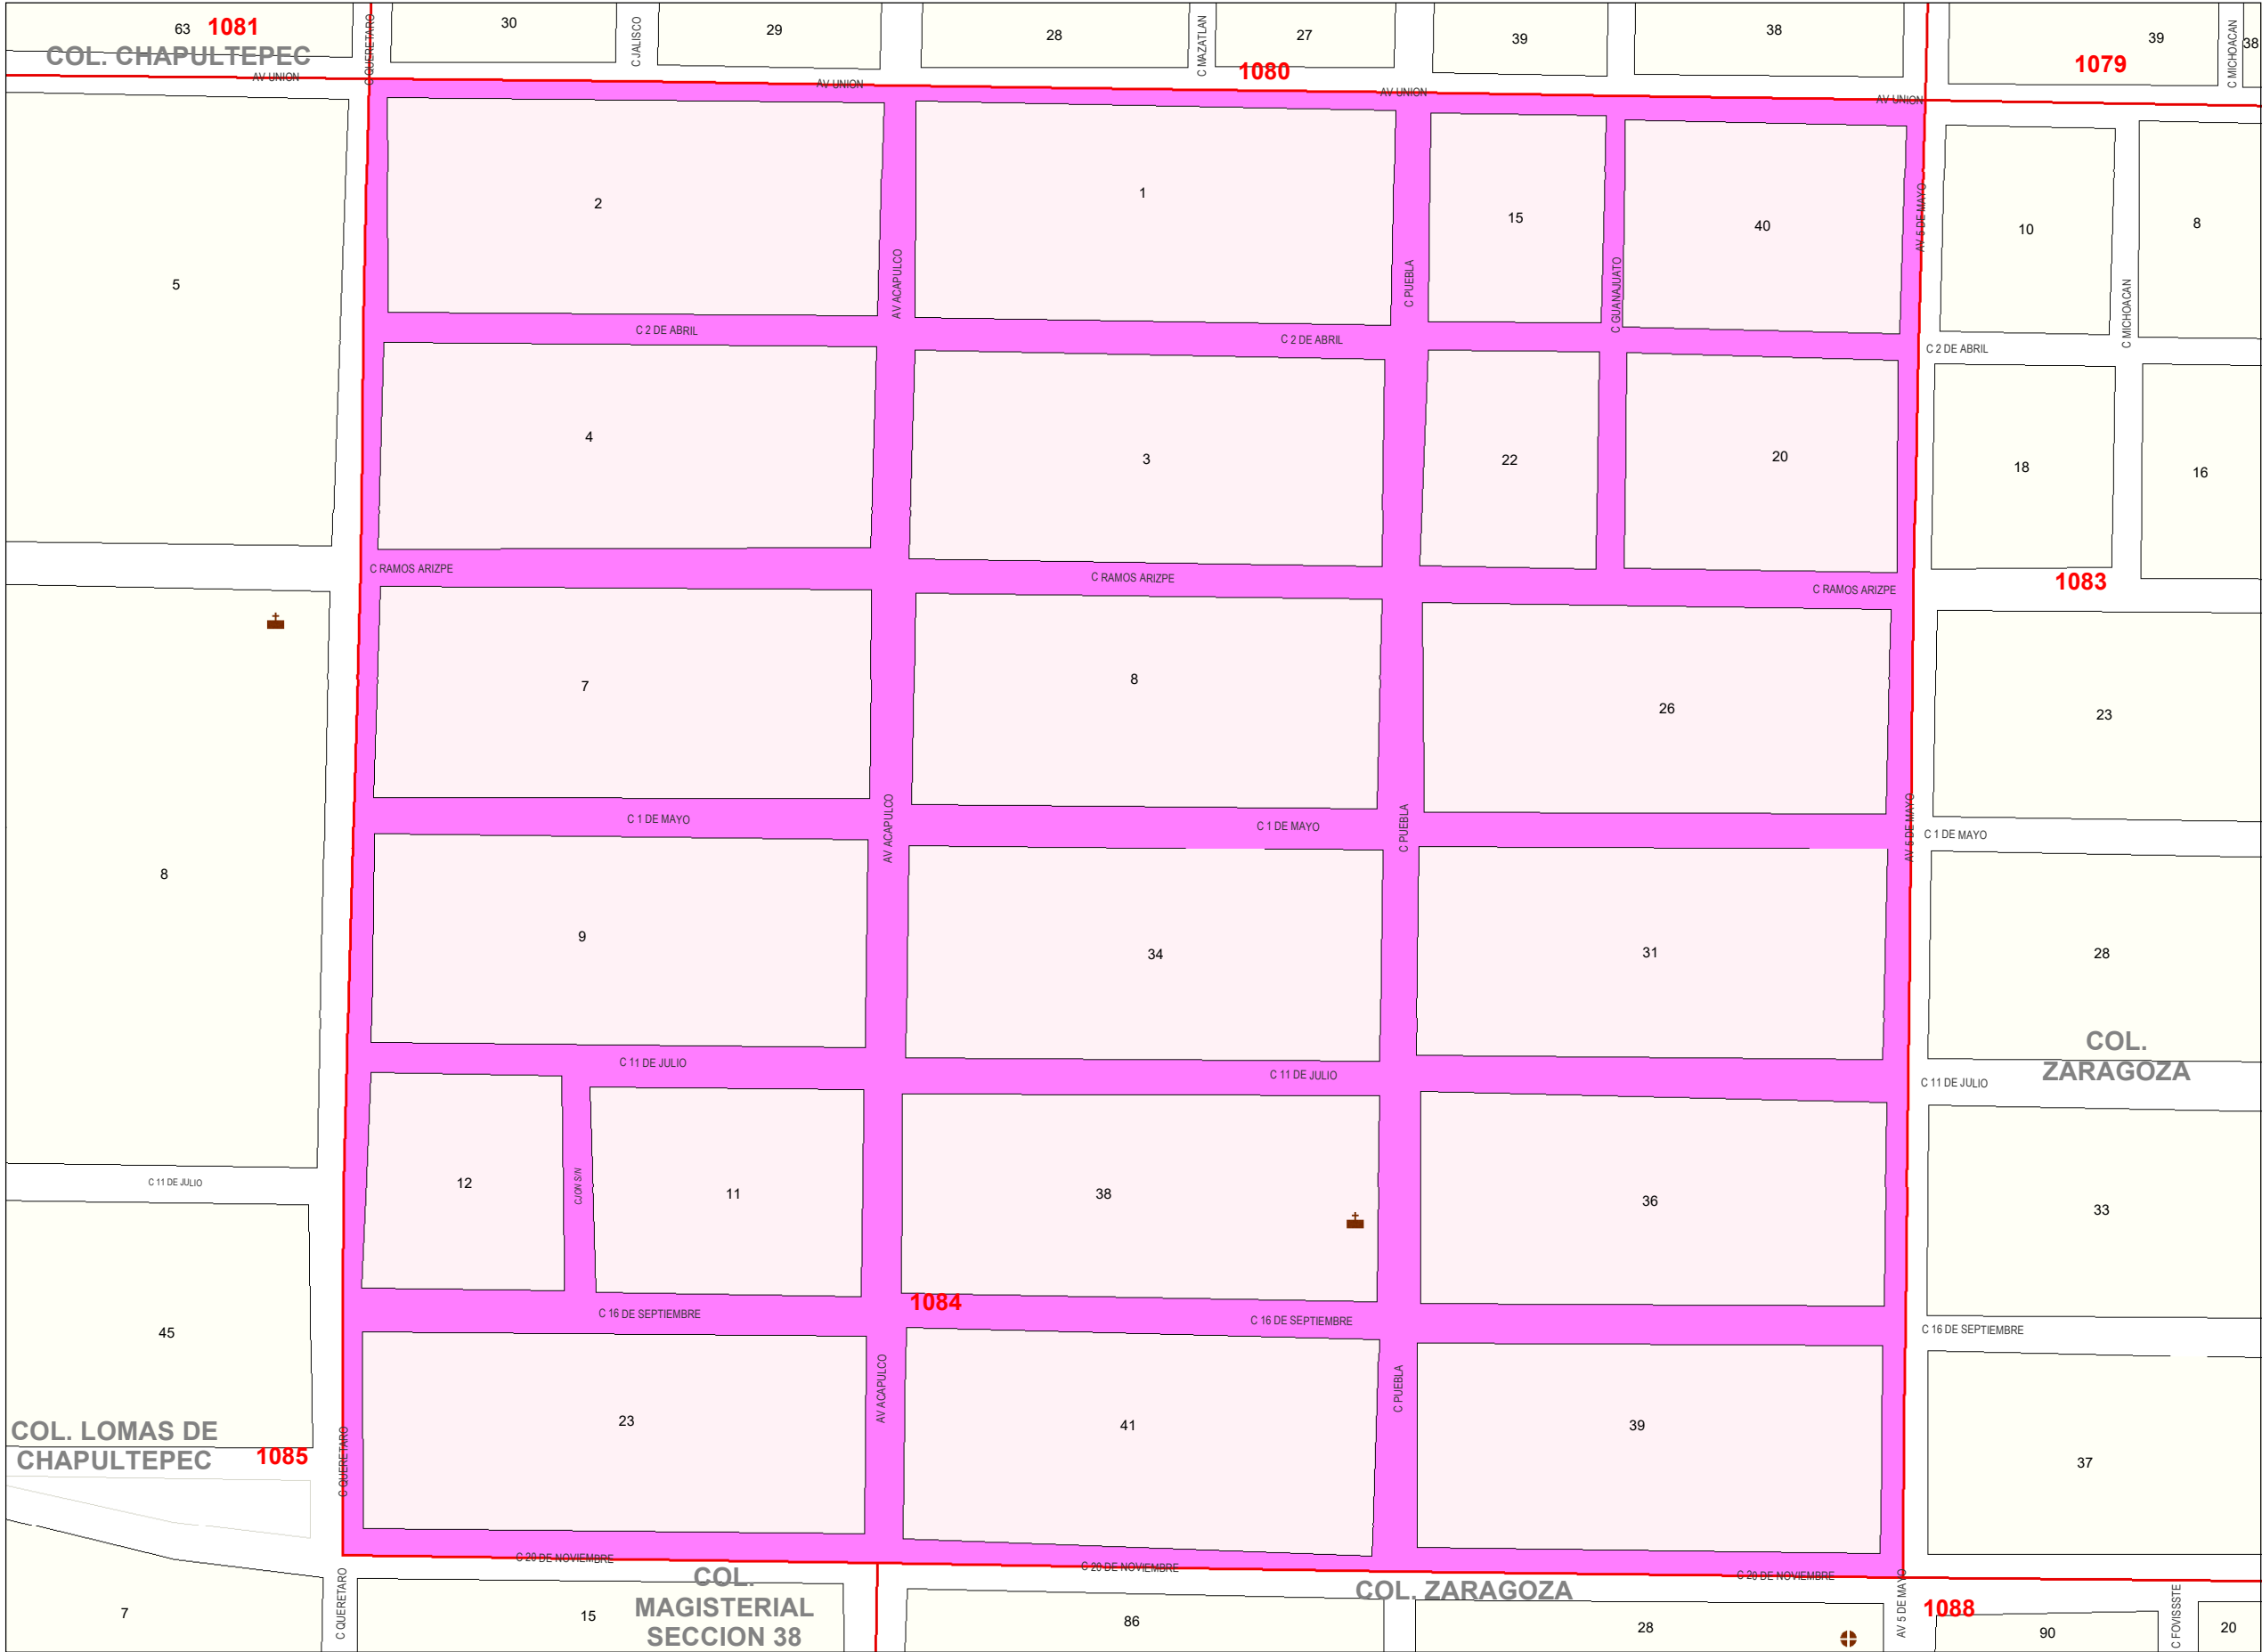 63
1081
30
29
28
27
39
38
39
38
COL. CHAPULTEPEC
1080
1079
C QUERETARO
C JALISCO
C MAZATLAN
C MICHOACAN
AV UNION
AV UNION
AV UNION
AV UNION
2
1
15
40
10
8
5
AV ACAPULCO
C PUEBLA
C GUANAJUATO
AV 5 DE MAYO
C MICHOACAN
C 2 DE ABRIL
C 2 DE ABRIL
C 2 DE ABRIL
4
3
22
20
18
16
C RAMOS ARIZPE
C RAMOS ARIZPE
C RAMOS ARIZPE
1083
7
8
26
23
C 1 DE MAYO
C 1 DE MAYO
C 1 DE MAYO
AV ACAPULCO
C PUEBLA
AV 5 DE MAYO
8
9
34
31
28
COL.
ZARAGOZA
C 11 DE JULIO
C 11 DE JULIO
C 11 DE JULIO
C 11 DE JULIO
12
CJON S/N
11
38
36
33
1084
C 16 DE SEPTIEMBRE
C 16 DE SEPTIEMBRE
C 16 DE SEPTIEMBRE
45
AV ACAPULCO
C PUEBLA
23
41
39
37
COL. LOMAS DE
CHAPULTEPEC
1085
C QUERETARO
C 20 DE NOVIEMBRE
C 20 DE NOVIEMBRE
C 20 DE NOVIEMBRE
COL.
MAGISTERIAL
SECCION 38
COL. ZARAGOZA
1088
7
C QUERETARO
15
86
28
AV 5 DE MAYO
90
C FOVISSSTE
20